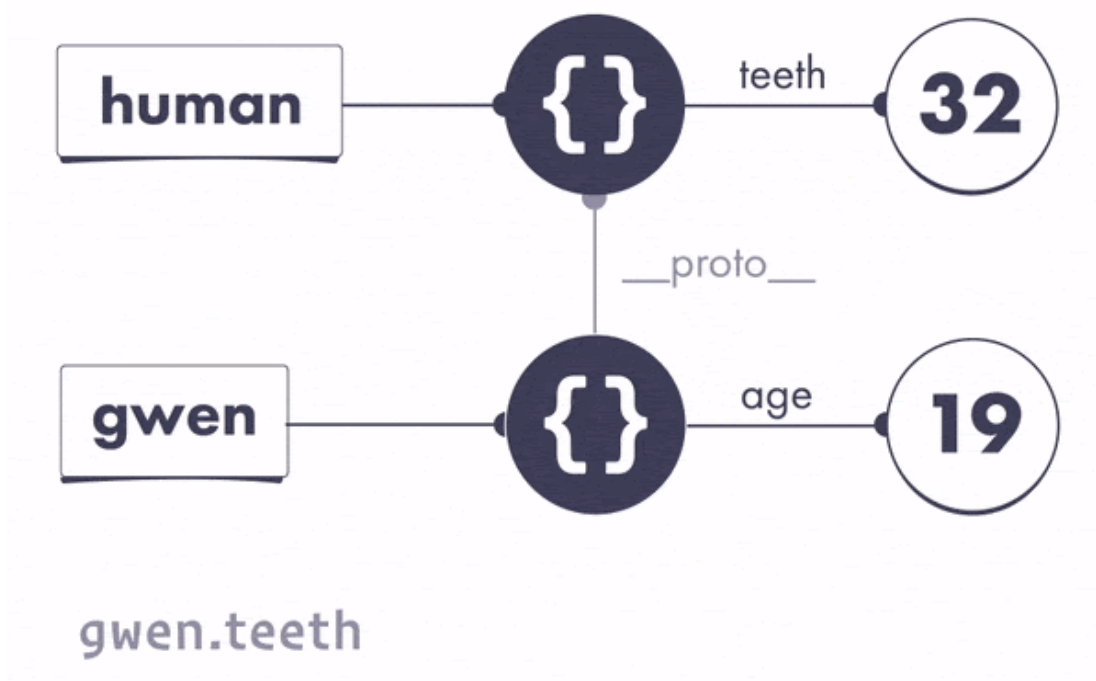 human
{}
teeth
32
__proto__
gwen
{}
age
19
gwen.teeth